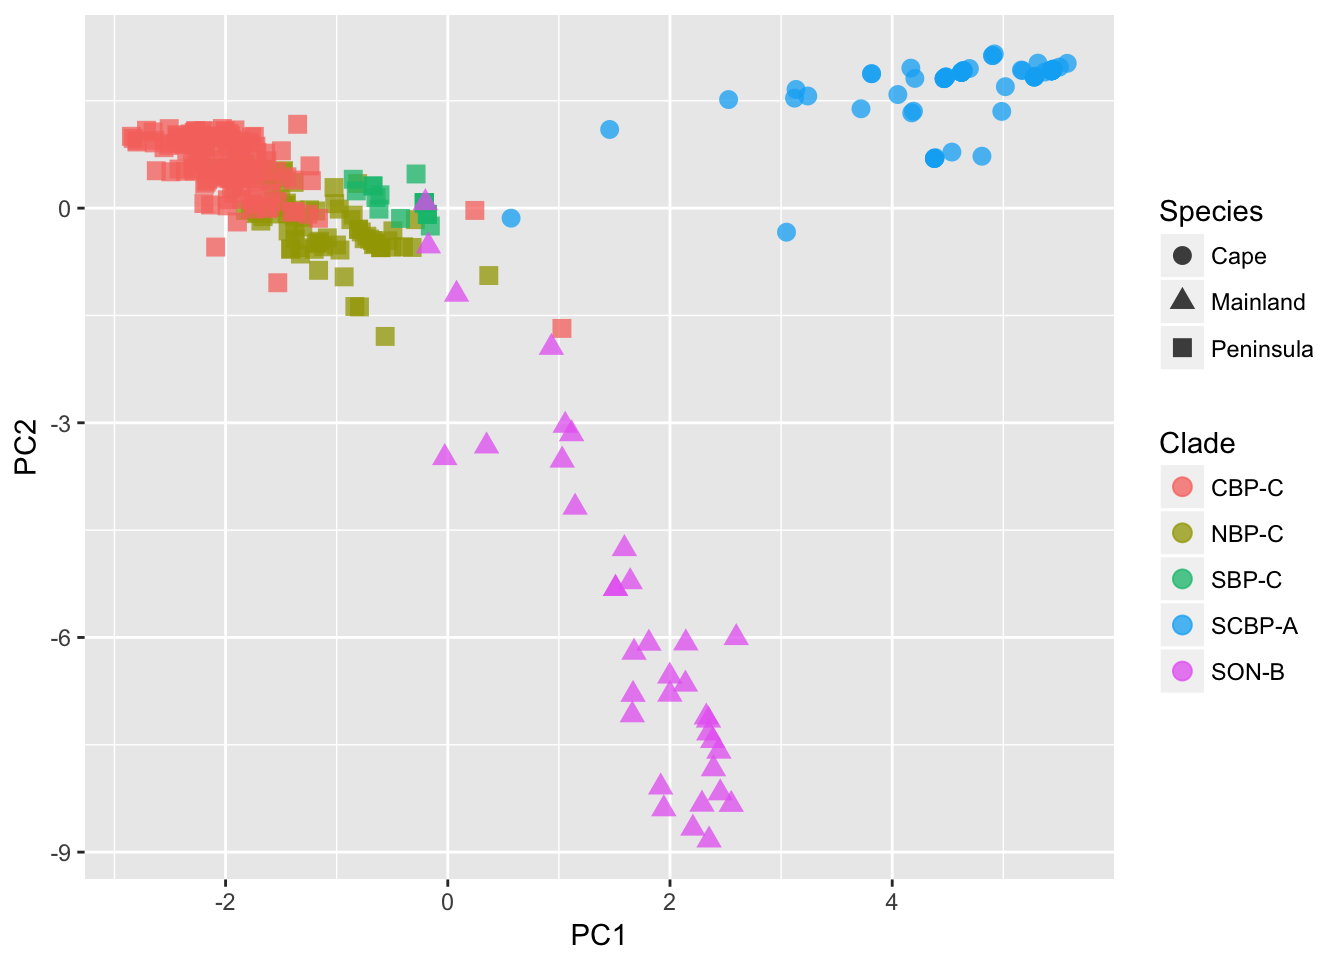 0
-3
-6
-9
PC2
-2
0
2
4
PC1
Species
Cape
Mainland
Peninsula
Clade
CBP-C
NBP-C
SBP-C
SCBP-A
SON-B